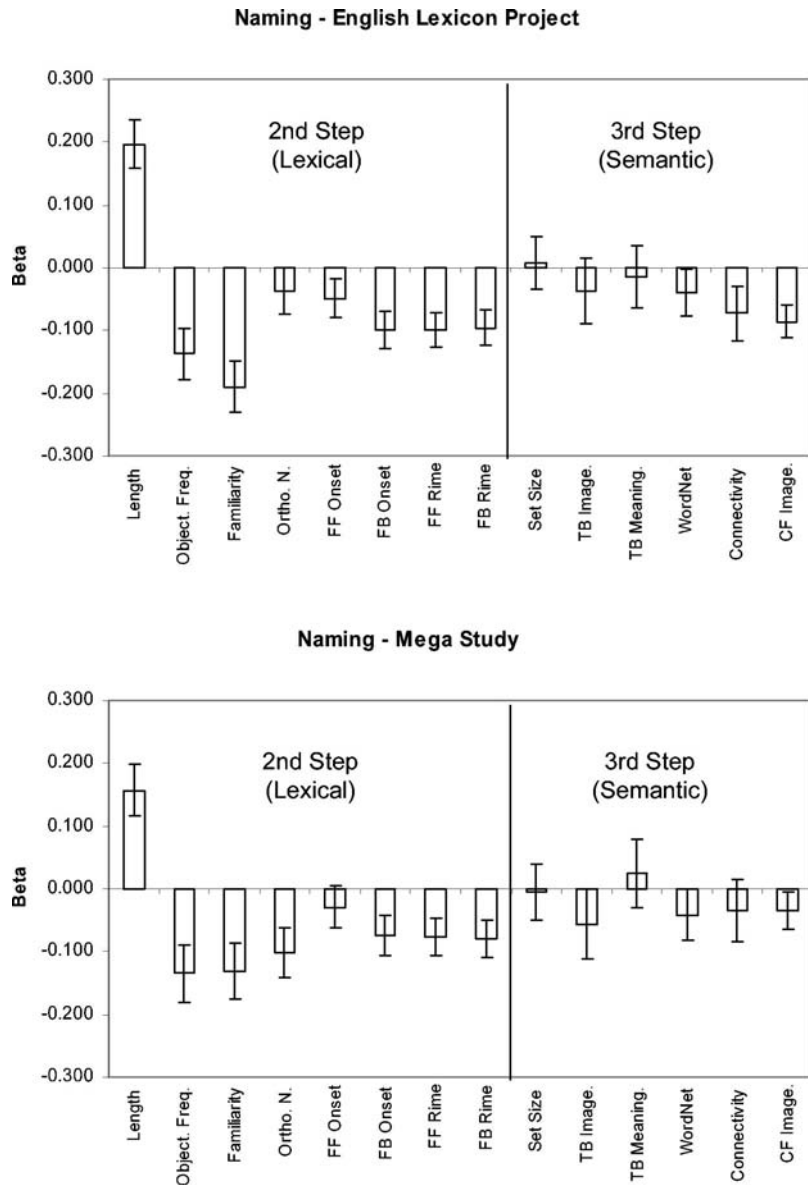 Naming - English Lexicon Project
0.300
0.200
0.100
0.000
-0.100
-0.200
-0.300
Beta
2nd Step
(Lexical)
3rd Step
(Semantic)
Length
Object. Freq.
Familiarity
Ortho. N.
FF Onset
FB Onset
FF Rime
FB Rime
Set Size
TB Image.
TB Meaning.
WordNet
Connectivity
CF Image.
Naming - Mega Study
0.300
0.200
0.100
0.000
-0.100
-0.200
-0.300
Beta
2nd Step
(Lexical)
3rd Step
(Semantic)
Length
Object. Freq.
Familiarity
Ortho. N.
FF Onset
FB Onset
FF Rime
FB Rime
Set Size
TB Image.
TB Meaning.
WordNet
Connectivity
CF Image.